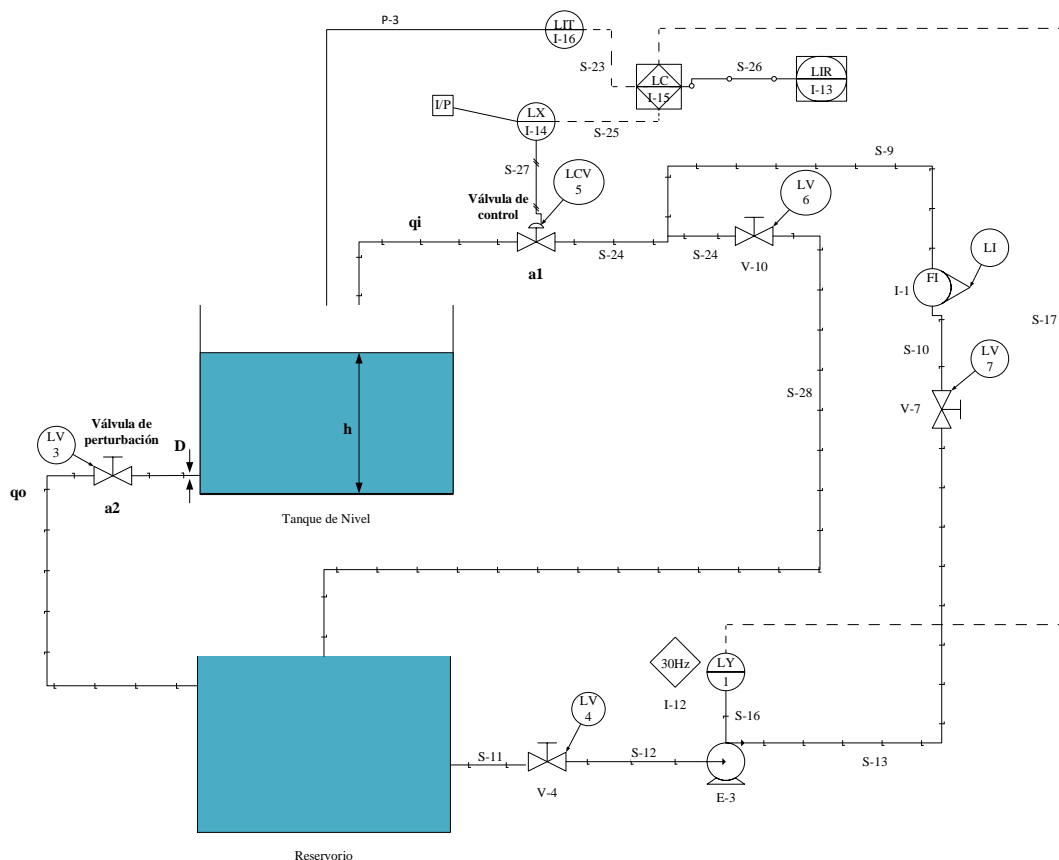 P-3
LIT
I-16
S-23
LC
I-15
S-26
LIR
I-13
I/P
LX
I-14
S-25
S-27
LCV
5
Válvula de
control
qi
a1
S-24
S-24
LV
6
V-10
S-9
FI
I-1
LI
S-17
S-10
LV
7
V-7
S-28
h
Válvula de
perturbación
LV
3
D
a2
qo
Tanque de Nivel
30Hz
I-12
LY
1
S-16
LV
4
S-11
V-4
S-12
E-3
S-13
Reservorio